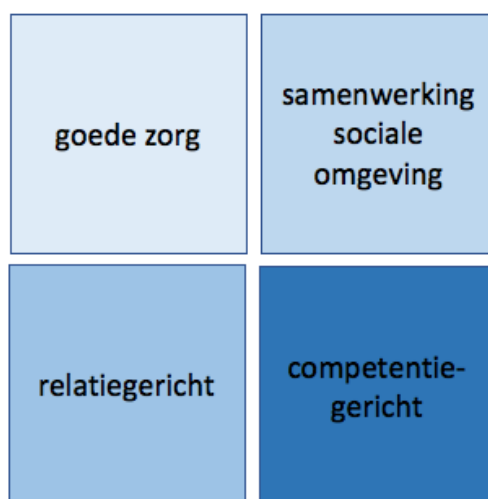 goede zorg
samenwerking
sociale
omgeving
relatiegericht
competentie-
gericht